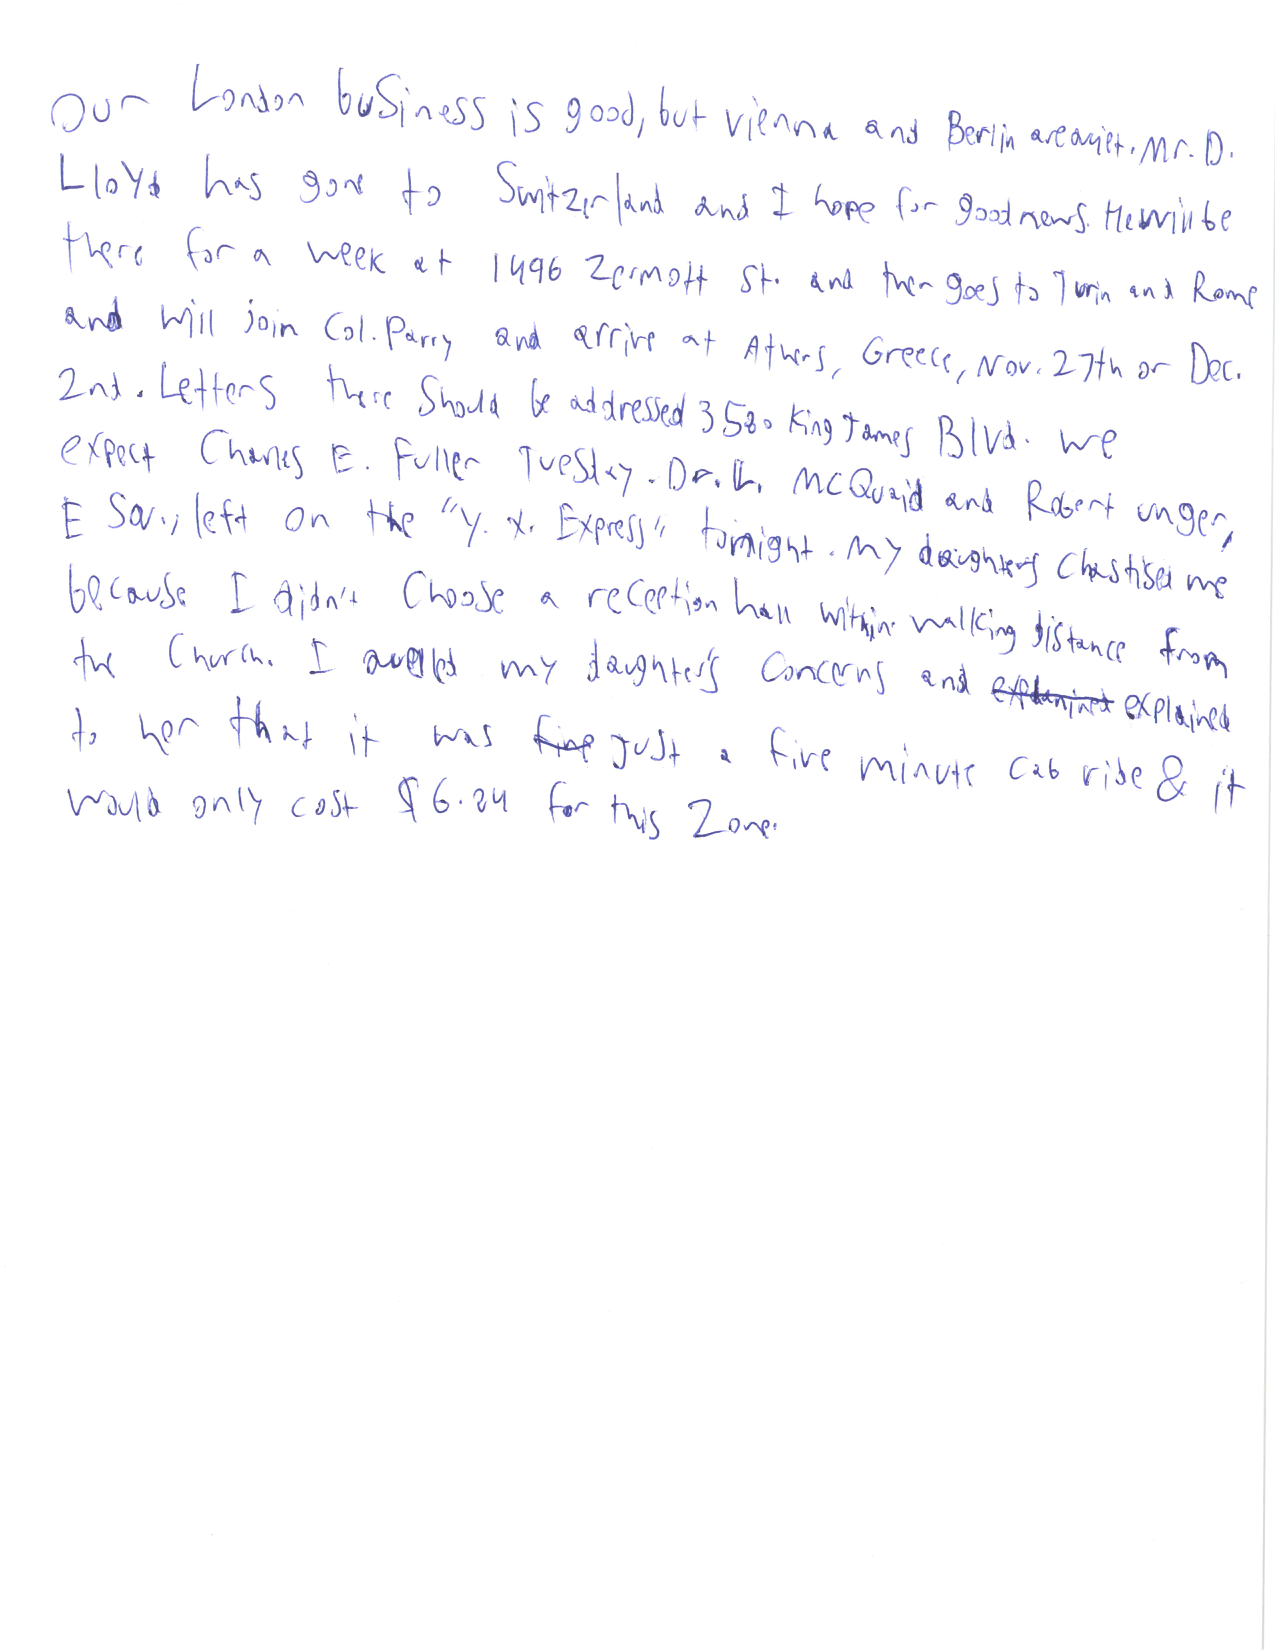 Our London business is good, but vienna and Berlin are quiet. Mr. D.
Lloyd has gone to Switzerland and I hope for good news. He will be
there for a week at 1496 Zermott St. and then goes to Turin and Rome
and will join Col. Parry and arrive at Athens, Greece, Nov. 27th or Dec.
2nd. Letters there Should be addressed 3580 King James Blvd. we
expect Charles E. Fuller Tuesday. Dr. L. McQuaid and Robert unger,
E Sq., left on the "Y. X. Express" tonight. My daughters Chastised me
because I didn't Choose a reception hall within walking distance from
the Church. I my daughter's Concerns and explained
to her that it was just a five minute Cab ride & it
would only cost $6.24 for this Zone.